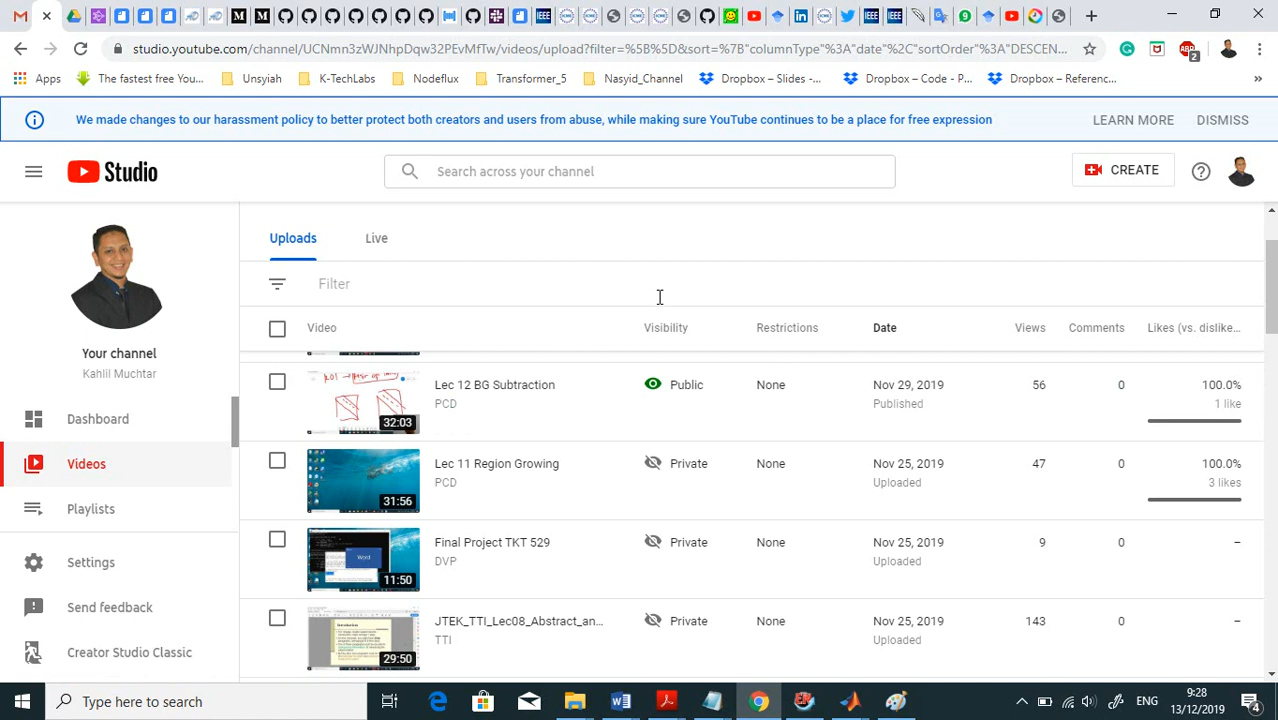 studio.youtube.com/channel/UCNmn3zWJNhpDqw32PEvMfTw/videos/upload?filter=%5B%5D&sort=%7B"columnType"%3A"date"%2C"sortOrder"%3A"DESCEN...
2
Apps
The fastest free You...
Unsyiah
K-TechLabs
Nodeflux
Transformer_5
Nasyid_Channel
Dropbox – Slides -...
Dropbox – Code - P...
Dropbox – Referenc...
»
We made changes to our harassment policy to better protect both creators and users from abuse, while making sure YouTube continues to be a place for free expression
LEARN MORE
DISMISS
Studio
Search across your channel
CREATE
Your channel
Kahlil Muchtar
Dashboard
Videos
Playlists
Settings
Send feedback
Creator Studio Classic
Uploads
Live
Filter
Video
Visibility
Restrictions
Date
Views
Comments
Likes (vs. dislike...
32:03
Lec 12 BG Subtraction
PCD
Public
None
Nov 29, 2019
Published
56
0
100.0%
1 like
31:56
Lec 11 Region Growing
PCD
Private
None
Nov 25, 2019
Uploaded
47
0
100.0%
3 likes
Word
11:50
Final Project TKT 529
DVP
Private
None
Nov 25, 2019
Uploaded
9
0
–
29:50
JTEK_TTI_Lec08_Abstract_an...
TTI
Private
None
Nov 25, 2019
Uploaded
143
0
–
Type here to search
ENG
9:28
13/12/2019
4